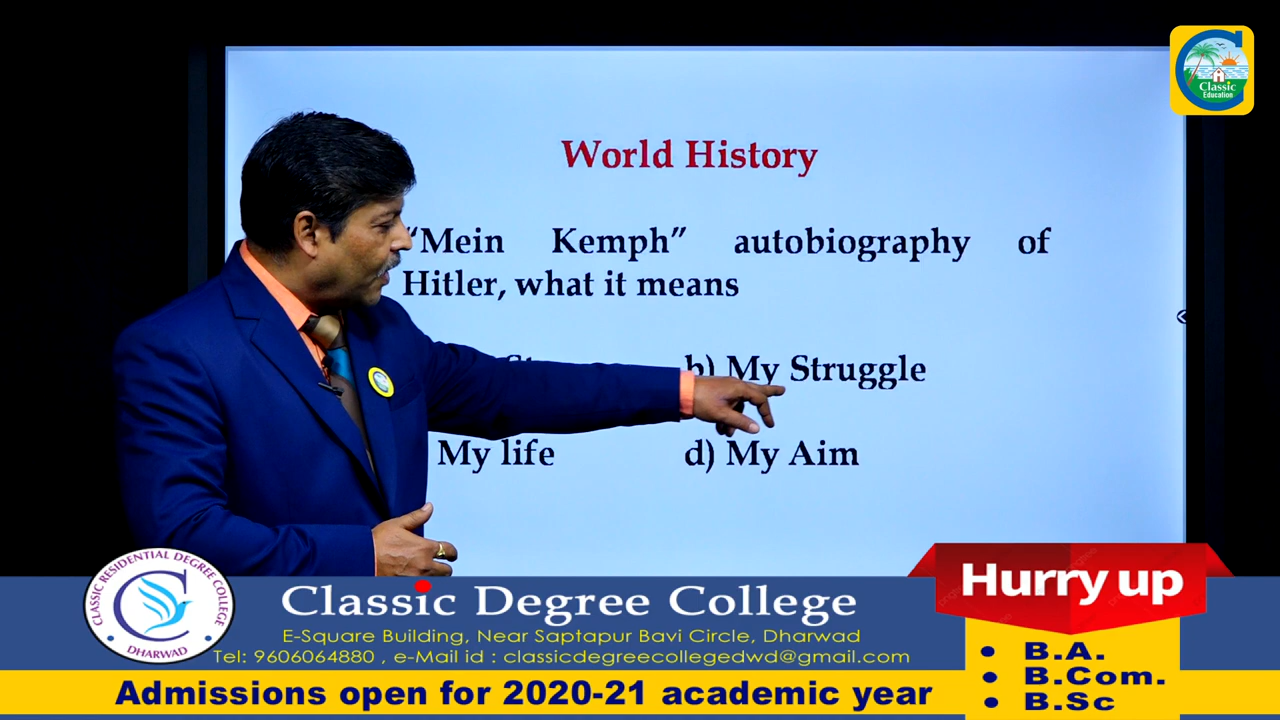 Classic
Education
World History
“Mein Kemph” autobiography of
Hitler, what it means
b) My Struggle
My life d) My Aim
CLASSIC RESIDENTIAL DEGREE COLLEGE
DHARWAD
Classic Degree College
E-Square Building, Near Saptapur Bavi Circle, Dharwad
Tel: 9606064880 , e-Mail id : classicdegreecollegedwd@gmail.com
Admissions open for 2020-21 academic year
Hurry up
• B.A.
• B.Com.
• B.Sc